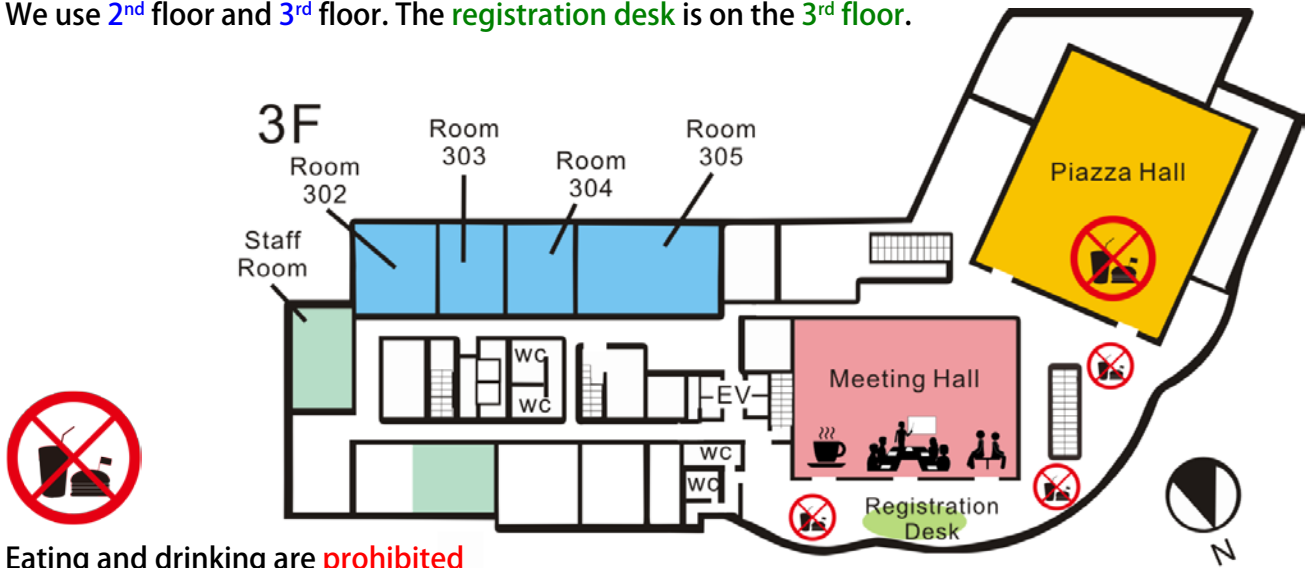 We use 2nd floor and 3rd floor. The registration desk is on the 3rd floor.
3F
Room
302
Room
303
Room
304
Room
305
Staff
Room
Piazza Hall
WC
WC
EV
Meeting Hall
WC
WC
Registration
Desk
N
Eating and drinking are prohibited